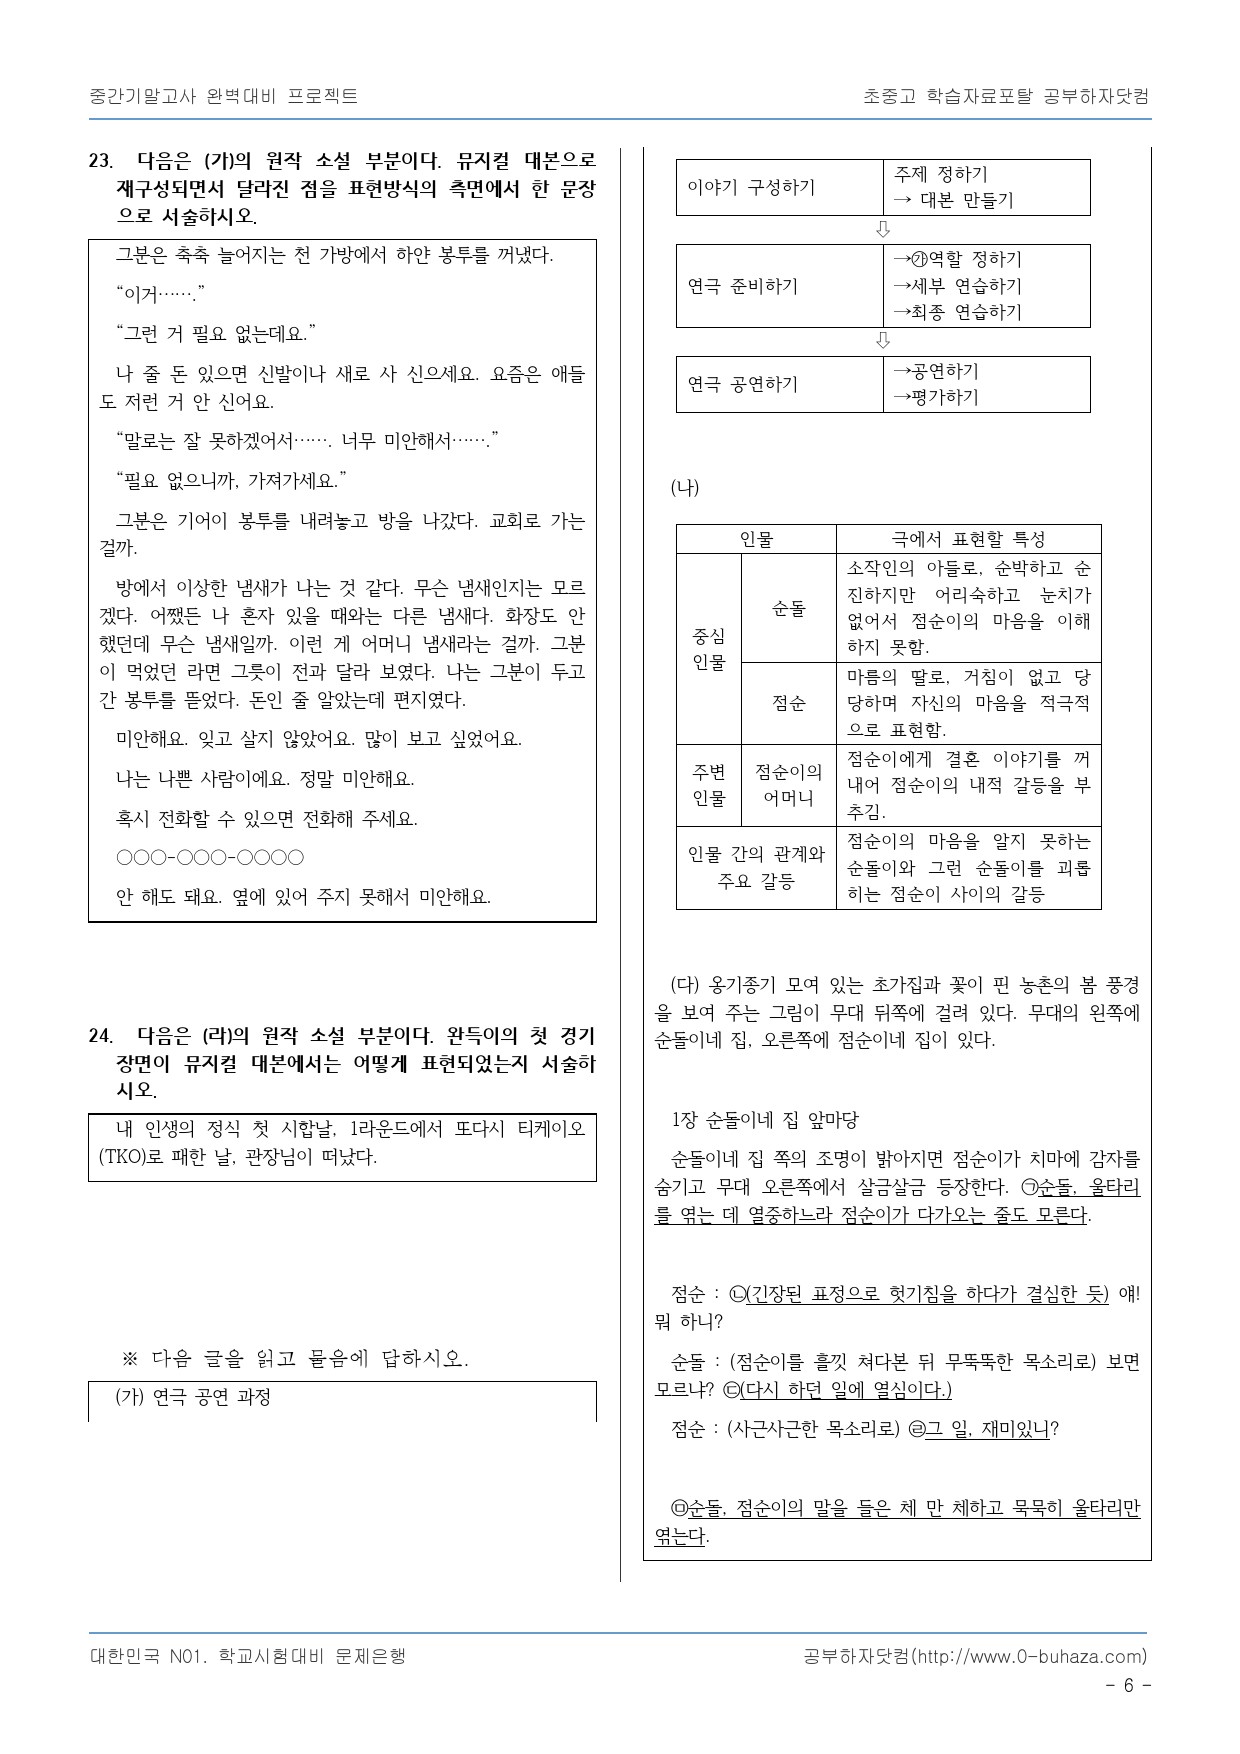 중간기말고사 완벽대비 프로젝트
초중고 학습자료포탈 공부하자닷컴
23. 다음은 (가)의 원작 소설 부분이다. 뮤지컬 대본으로
재구성되면서 달라진 점을 표현방식의 측면에서 한 문장
으로 서술하시오.
그분은 축축 늘어지는 천 가방에서 하얀 봉투를 꺼냈다.
“이거…….”
“그런 거 필요 없는데요.”
나 줄 돈 있으면 신발이나 새로 사 신으세요. 요즘은 애들
도 저런 거 안 신어요.
“말로는 잘 못하겠어서……. 너무 미안해서…….”
“필요 없으니까, 가져가세요.”
그분은 기어이 봉투를 내려놓고 방을 나갔다. 교회로 가는
걸까.
방에서 이상한 냄새가 나는 것 같다. 무슨 냄새인지는 모르
겠다. 어쨌든 나 혼자 있을 때와는 다른 냄새다. 화장도 안
했던데 무슨 냄새일까. 이런 게 어머니 냄새라는 걸까. 그분
이 먹었던 라면 그릇이 전과 달라 보였다. 나는 그분이 두고
간 봉투를 뜯었다. 돈인 줄 알았는데 편지였다.
미안해요. 잊고 살지 않았어요. 많이 보고 싶었어요.
나는 나쁜 사람이에요. 정말 미안해요.
혹시 전화할 수 있으면 전화해 주세요.
○○○-○○○-○○○○
안 해도 돼요. 옆에 있어 주지 못해서 미안해요.
24. 다음은 (라)의 원작 소설 부분이다. 완득이의 첫 경기
장면이 뮤지컬 대본에서는 어떻게 표현되었는지 서술하
시오.
내 인생의 정식 첫 시합날, 1라운드에서 또다시 티케이오
(TKO)로 패한 날, 관장님이 떠났다.
※ 다음 글을 읽고 물음에 답하시오.
(가) 연극 공연 과정
이야기 구성하기
주제 정하기
→ 대본 만들기
⇩
연극 준비하기
→㉮역할 정하기
→세부 연습하기
→최종 연습하기
⇩
연극 공연하기
→공연하기
→평가하기
(나)
인물
극에서 표현할 특성
중심
인물
순돌
소작인의 아들로, 순박하고 순
진하지만 어리숙하고 눈치가
없어서 점순이의 마음을 이해
하지 못함.
점순
마름의 딸로, 거침이 없고 당
당하며 자신의 마음을 적극적
으로 표현함.
주변
인물
점순이의
어머니
점순이에게 결혼 이야기를 꺼
내어 점순이의 내적 갈등을 부
추김.
인물 간의 관계와
주요 갈등
점순이의 마음을 알지 못하는
순돌이와 그런 순돌이를 괴롭
히는 점순이 사이의 갈등
(다) 옹기종기 모여 있는 초가집과 꽃이 핀 농촌의 봄 풍경
을 보여 주는 그림이 무대 뒤쪽에 걸려 있다. 무대의 왼쪽에
순돌이네 집, 오른쪽에 점순이네 집이 있다.
1장 순돌이네 집 앞마당
순돌이네 집 쪽의 조명이 밝아지면 점순이가 치마에 감자를
숨기고 무대 오른쪽에서 살금살금 등장한다. ㉠순돌, 울타리
를 엮는 데 열중하느라 점순이가 다가오는 줄도 모른다.
점순 : ㉡(긴장된 표정으로 헛기침을 하다가 결심한 듯) 얘!
뭐 하니?
순돌 : (점순이를 흘낏 쳐다본 뒤 무뚝뚝한 목소리로) 보면
모르냐? ㉢(다시 하던 일에 열심이다.)
점순 : (사근사근한 목소리로) ㉣그 일, 재미있니?
㉤순돌, 점순이의 말을 들은 체 만 체하고 묵묵히 울타리만
엮는다.
대한민국 N01. 학교시험대비 문제은행
공부하자닷컴(http://www.0-buhaza.com)
- 6 -